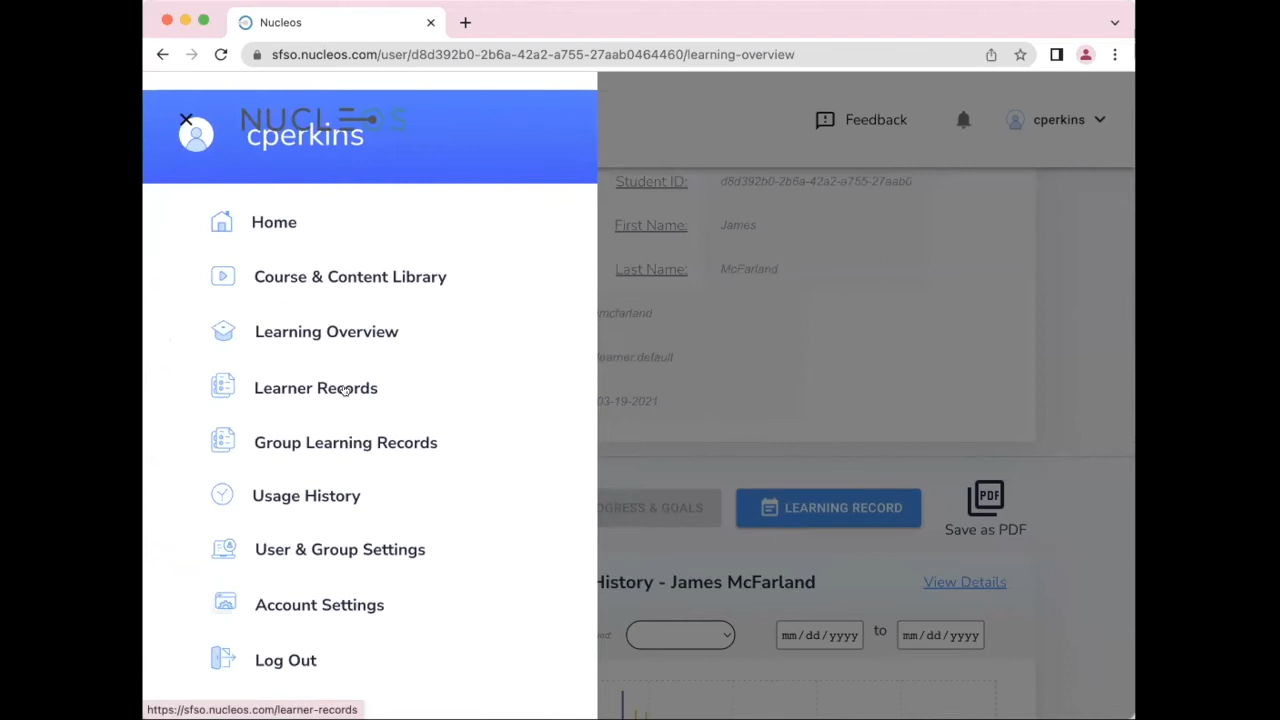 Nucleos
sfso.nucleos.com/user/d8d392b0-2b6a-42a2-a755-27aab0464460/learning-overview
NUCLEOS
cperkins
Feedback
cperkins
Student ID: d8d392b0-2b6a-42a2-a755-27aab0
First Name: James
Last Name: McFarland
mcfarland
learner.default
03-19-2021
Home
Course & Content Library
Learning Overview
Learner Records
Group Learning Records
Usage History
User & Group Settings
Account Settings
Log Out
OGRESS & GOALS
LEARNING RECORD
PDF
Save as PDF
History - James McFarland
View Details
mm/dd/yyyy to mm/dd/yyyy
https://sfso.nucleos.com/learner-records